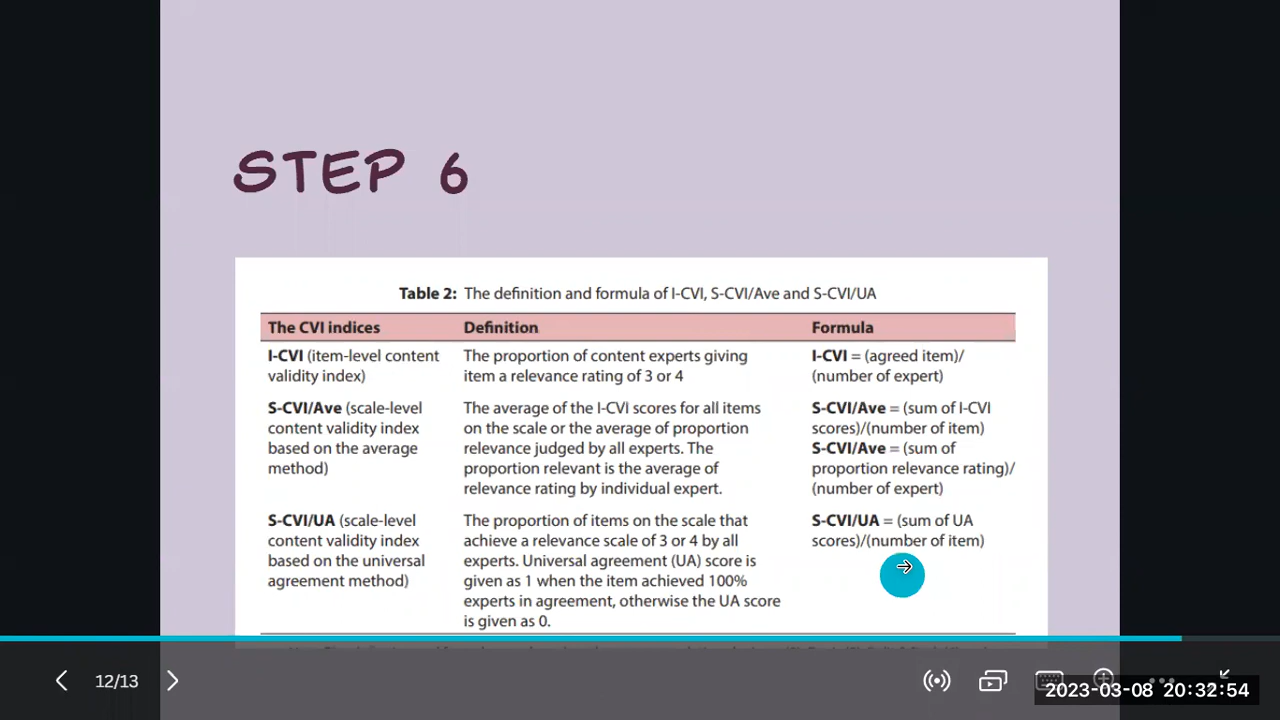 STEP 6
Table 2: The definition and formula of I-CVI, S-CVI/Ave and S-CVI/UA
The CVI indices Definition Formula
I-CVI (item-level content
validity index)
The proportion of content experts giving
item a relevance rating of 3 or 4
I-CVI = (agreed item)/
(number of expert)
S-CVI/Ave (scale-level
content validity index
based on the average
method)
The average of the I-CVI scores for all items
on the scale or the average of proportion
relevance judged by all experts. The
proportion relevant is the average of
relevance rating by individual expert.
S-CVI/Ave = (sum of I-CVI
scores)/(number of item)
S-CVI/Ave = (sum of
proportion relevance rating)/
(number of expert)
S-CVI/UA (scale-level
content validity index
based on the universal
agreement method)
The proportion of items on the scale that
achieve a relevance scale of 3 or 4 by all
experts. Universal agreement (UA) score is
given as 1 when the item achieved 100%
experts in agreement, otherwise the UA score
is given as 0.
S-CVI/UA = (sum of UA
scores)/(number of item)
12/13
2023-03-08 20:32:54